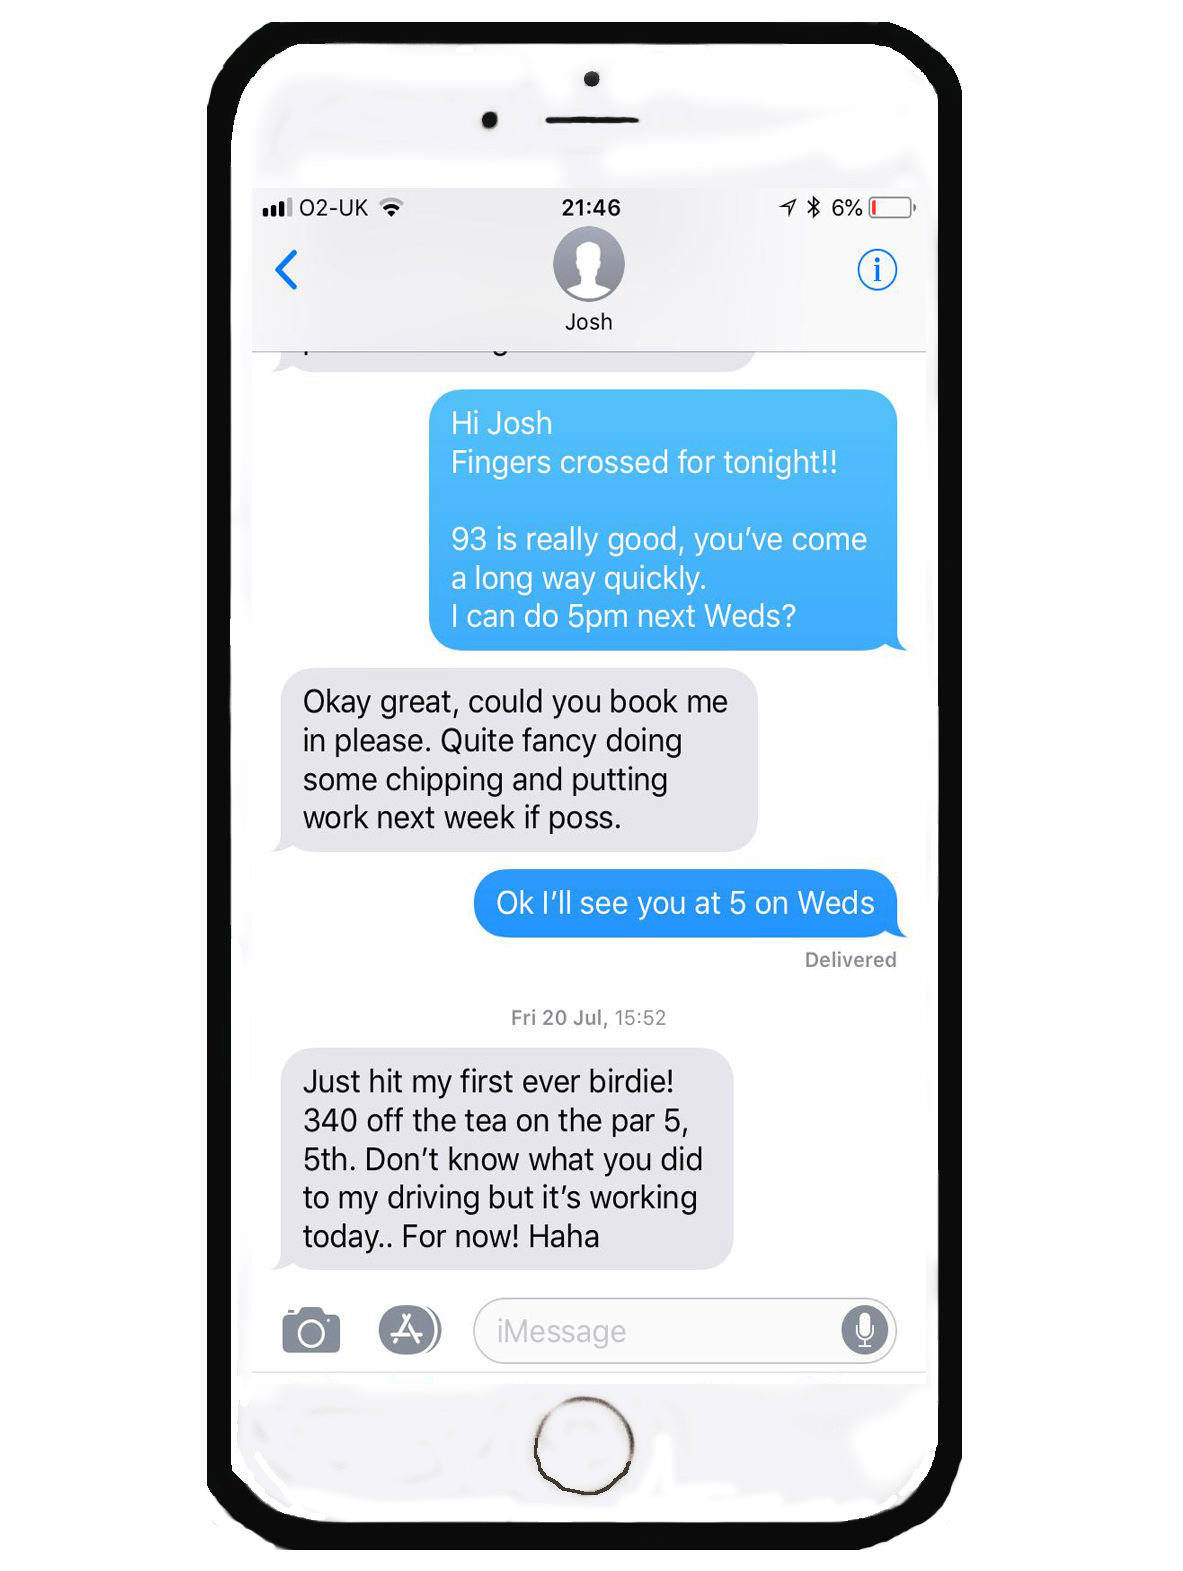 O2-UK 21:46 6%
Josh
Hi Josh
Fingers crossed for tonight!!
93 is really good, you've come
a long way quickly.
I can do 5pm next Weds?
Okay great, could you book me
in please. Quite fancy doing
some chipping and putting
work next week if poss.
Ok I'll see you at 5 on Weds
Delivered
Fri 20 Jul, 15:52
Just hit my first ever birdie!
340 off the tea on the par 5,
5th. Don't know what you did
to my driving but it's working
today.. For now! Haha
iMessage